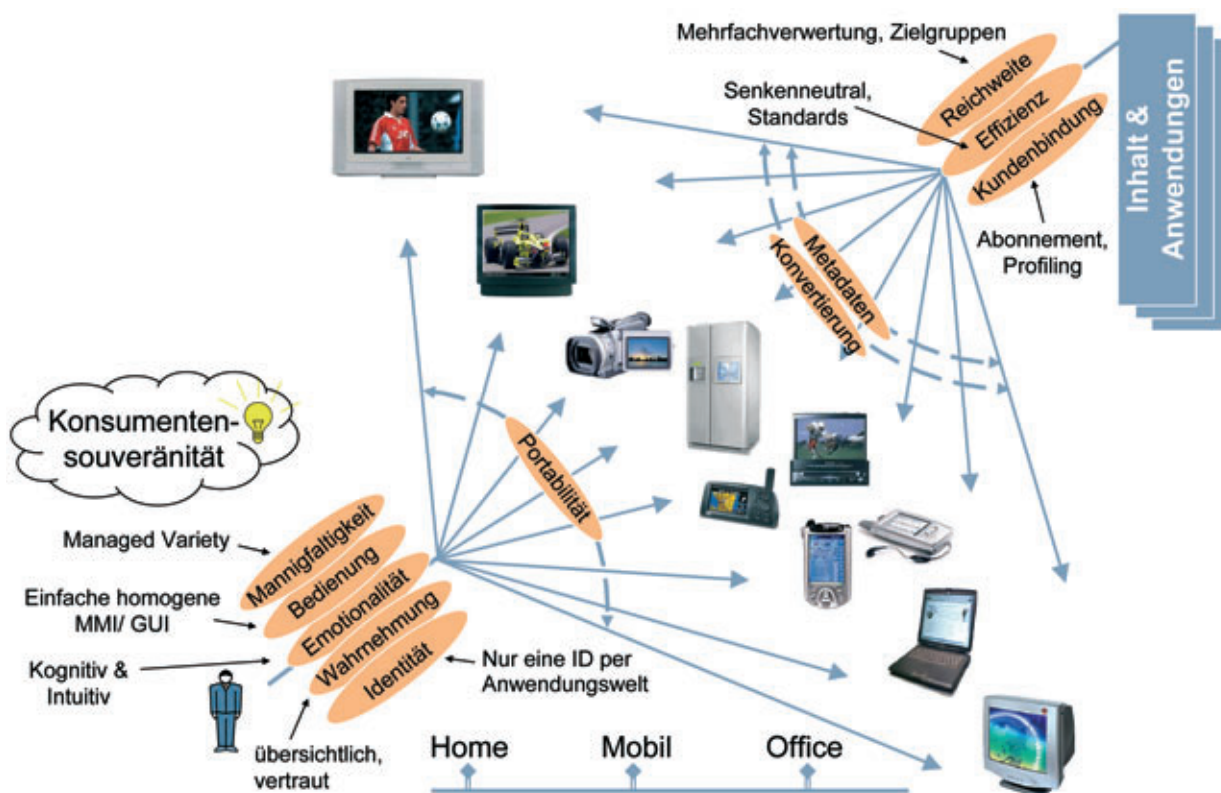 Mehrfachverwertung, Zielgruppen
Reichweite
Senkenneutral,
Standards
Effizienz
Kundenbindung
Abonnement,
Profiling
Inhalt &
Anwendungen
Metadaten
Konvertierung
Konsumenten-
souveränität
Portabilität
Managed Variety
Mannigfaltigkeit
Einfache homogene
MMI/ GUI
Bedienung
Kognitiv &
Intuitiv
Emotionalität
Wahrnehmung
übersichtlich,
vertraut
Identität
Nur eine ID per
Anwendungswelt
Home
Mobil
Office